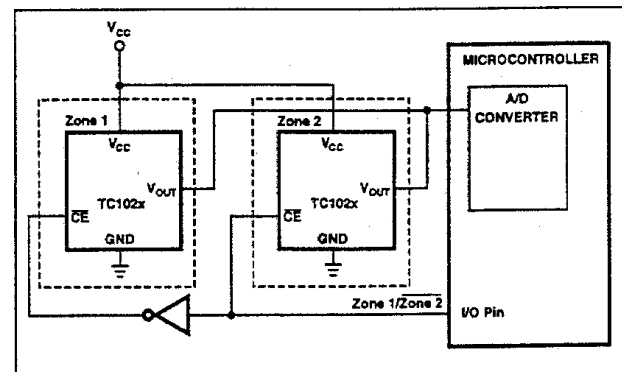 VCC
MICROCONTROLLER
A/D
CONVERTER
Zone 1
VCC
VOUT
TC102x
CE
GND
Zone 2
VCC
VOUT
TC102x
CE
GND
Zone 1/Zone 2
I/O Pin